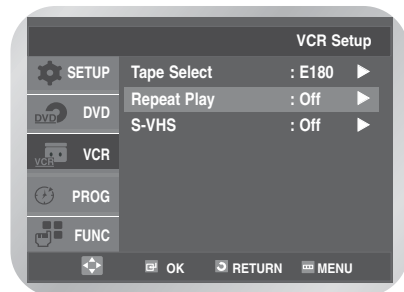 VCR Setup
SETUP
Tape Select : E180
Repeat Play : Off
DVD DVD
S-VHS : Off
VCR VCR
PROG
FUNC
OK RETURN MENU